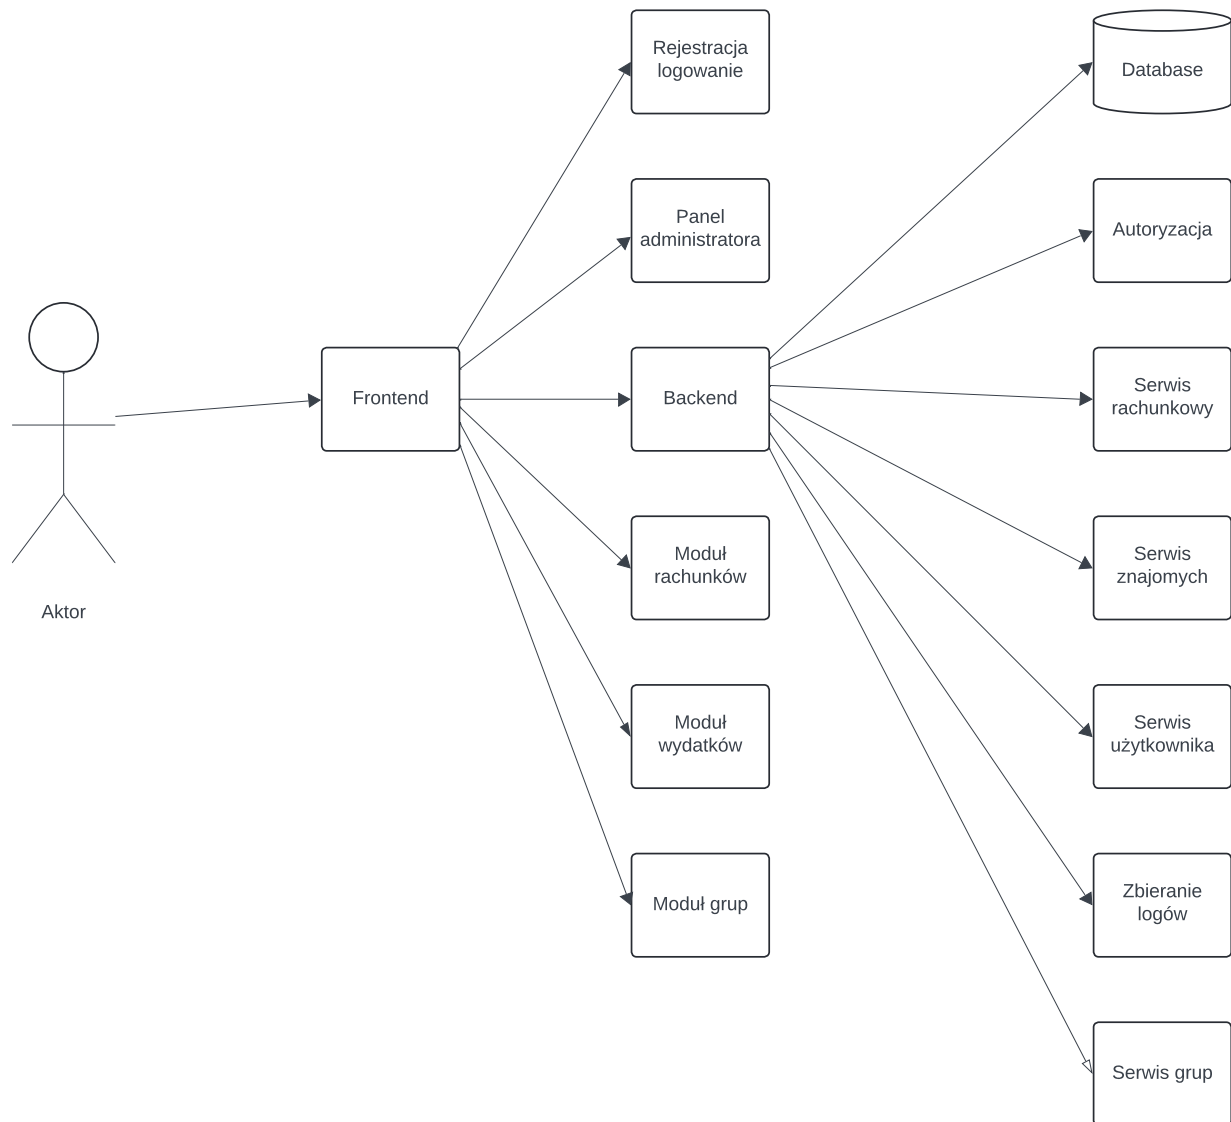 Rejestracja
logowanie
Database
Panel
administratora
Autoryzacja
Frontend
Backend
Serwis
rachunkowy
Moduł
rachunków
Serwis
znajomych
Aktor
Moduł
wydatków
Serwis
użytkownika
Moduł grup
Zbieranie
logów
Serwis grup